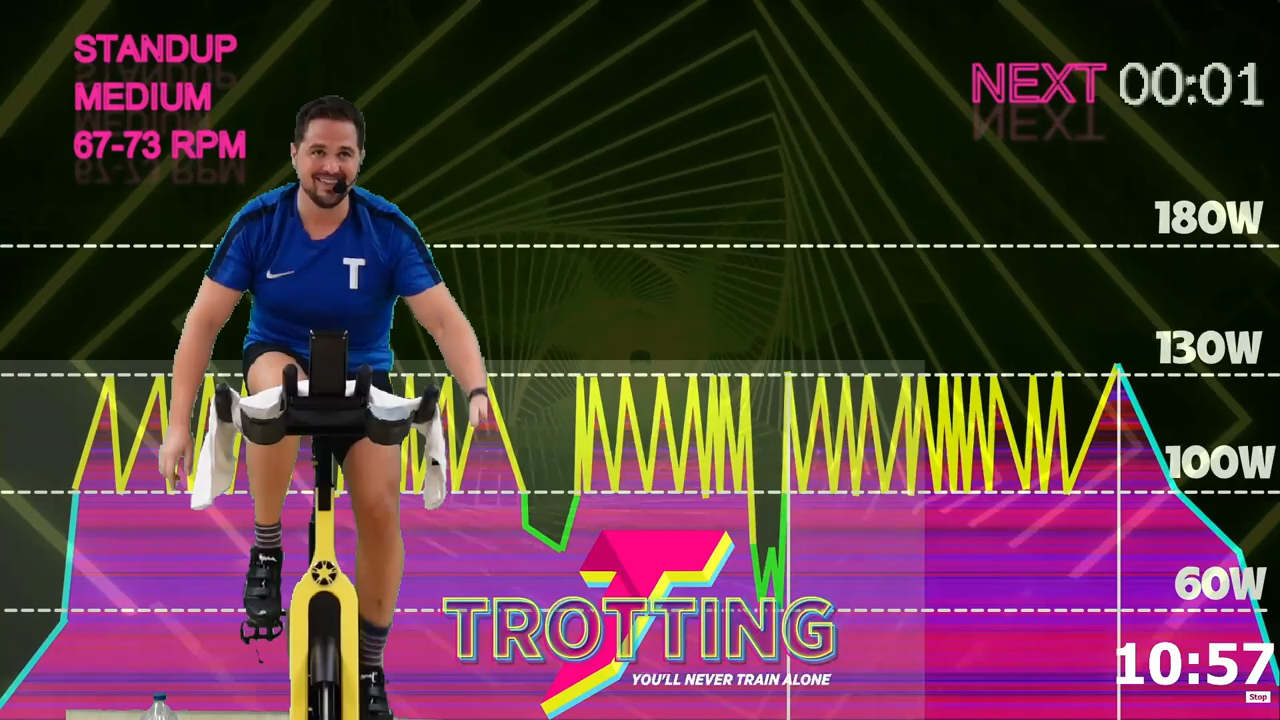 STANDUP
MEDIUM
67-73 RPM
NEXT 00:01
180W
130W
T
100W
60W
TROTTING
YOU'LL NEVER TRAIN ALONE
10:57
Stop